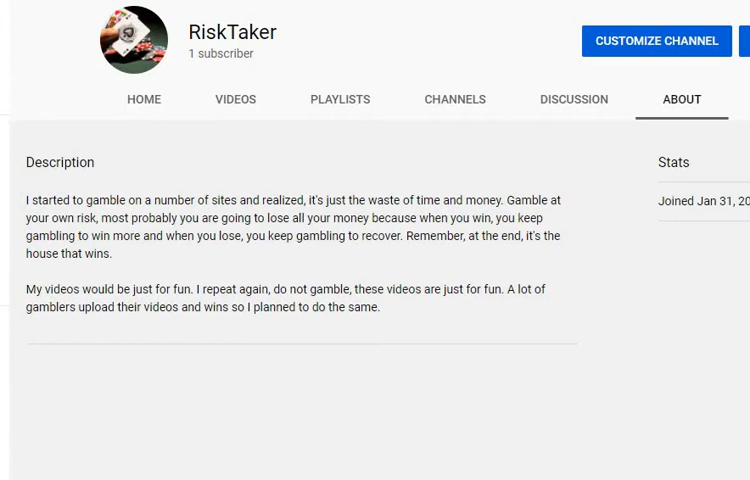 RiskTaker
1 subscriber
CUSTOMIZE CHANNEL
HOME VIDEOS PLAYLISTS CHANNELS DISCUSSION ABOUT
Description
Stats
I started to gamble on a number of sites and realized, it's just the waste of time and money. Gamble at
your own risk, most probably you are going to lose all your money because when you win, you keep
gambling to win more and when you lose, you keep gambling to recover. Remember, at the end, it's the
house that wins.
Joined Jan 31, 20
My videos would be just for fun. I repeat again, do not gamble, these videos are just for fun. A lot of
gamblers upload their videos and wins so I planned to do the same.